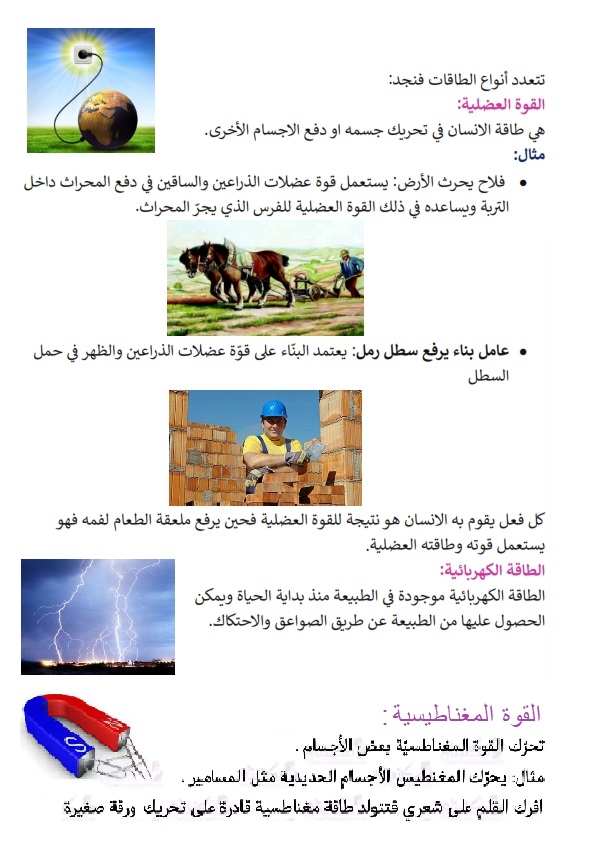 تتعدد أنواع الطاقات فنجد:
القوة العضلية:
هي طاقة الانسان في تحريك جسمه او دفع الاجسام الأخرى.
مثال:
• فلاح يحرث الأرض: يستعمل قوة عضلات الذراعين والساقين في دفع المحراث داخل
التربة ويساعده في ذلك القوة العضلية للفرس الذي يجرّ المحراث.
• عامل بناء يرفع سطل رمل: يعتمد البنّاء على قوّة عضلات الذراعين والظهر في حمل
السطل
كل فعل يقوم به الانسان هو نتيجة للقوة العضلية فحين يرفع ملعقة الطعام لفمه فهو
يستعمل قوته وطاقته العضلية.
الطاقة الكهربائية:
الطاقة الكهربائية موجودة في الطبيعة منذ بداية الحياة ويمكن
الحصول عليها من الطبيعة عن طريق الصواعق والاحتكاك.
القوة المغناطيسية :
تحرّك القوة المغناطسيّة بعض الأجسام .
مثال: يحرّك المغنطيس الأجسام الحديدية مثل المسامير .
افرك القلم على شعري فتتولد طاقة مغناطسية قادرة على تحريك ورقة صغيرة
N
S